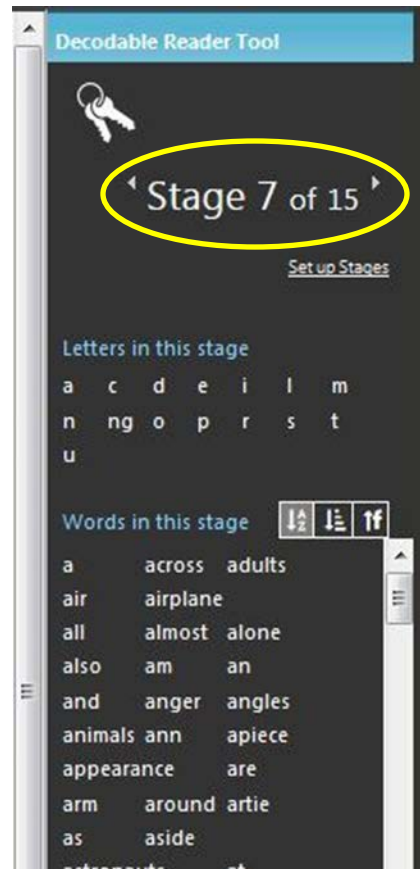 Decodable Reader Tool
Stage 7 of 15
Set up Stages
Letters in this stage
a c d e i l m
n ng o p r s t
u
Words in this stage
a across adults
air airplane
all almost alone
also am an
and anger angles
animals ann apiece
appearance are
arm around artie
as aside